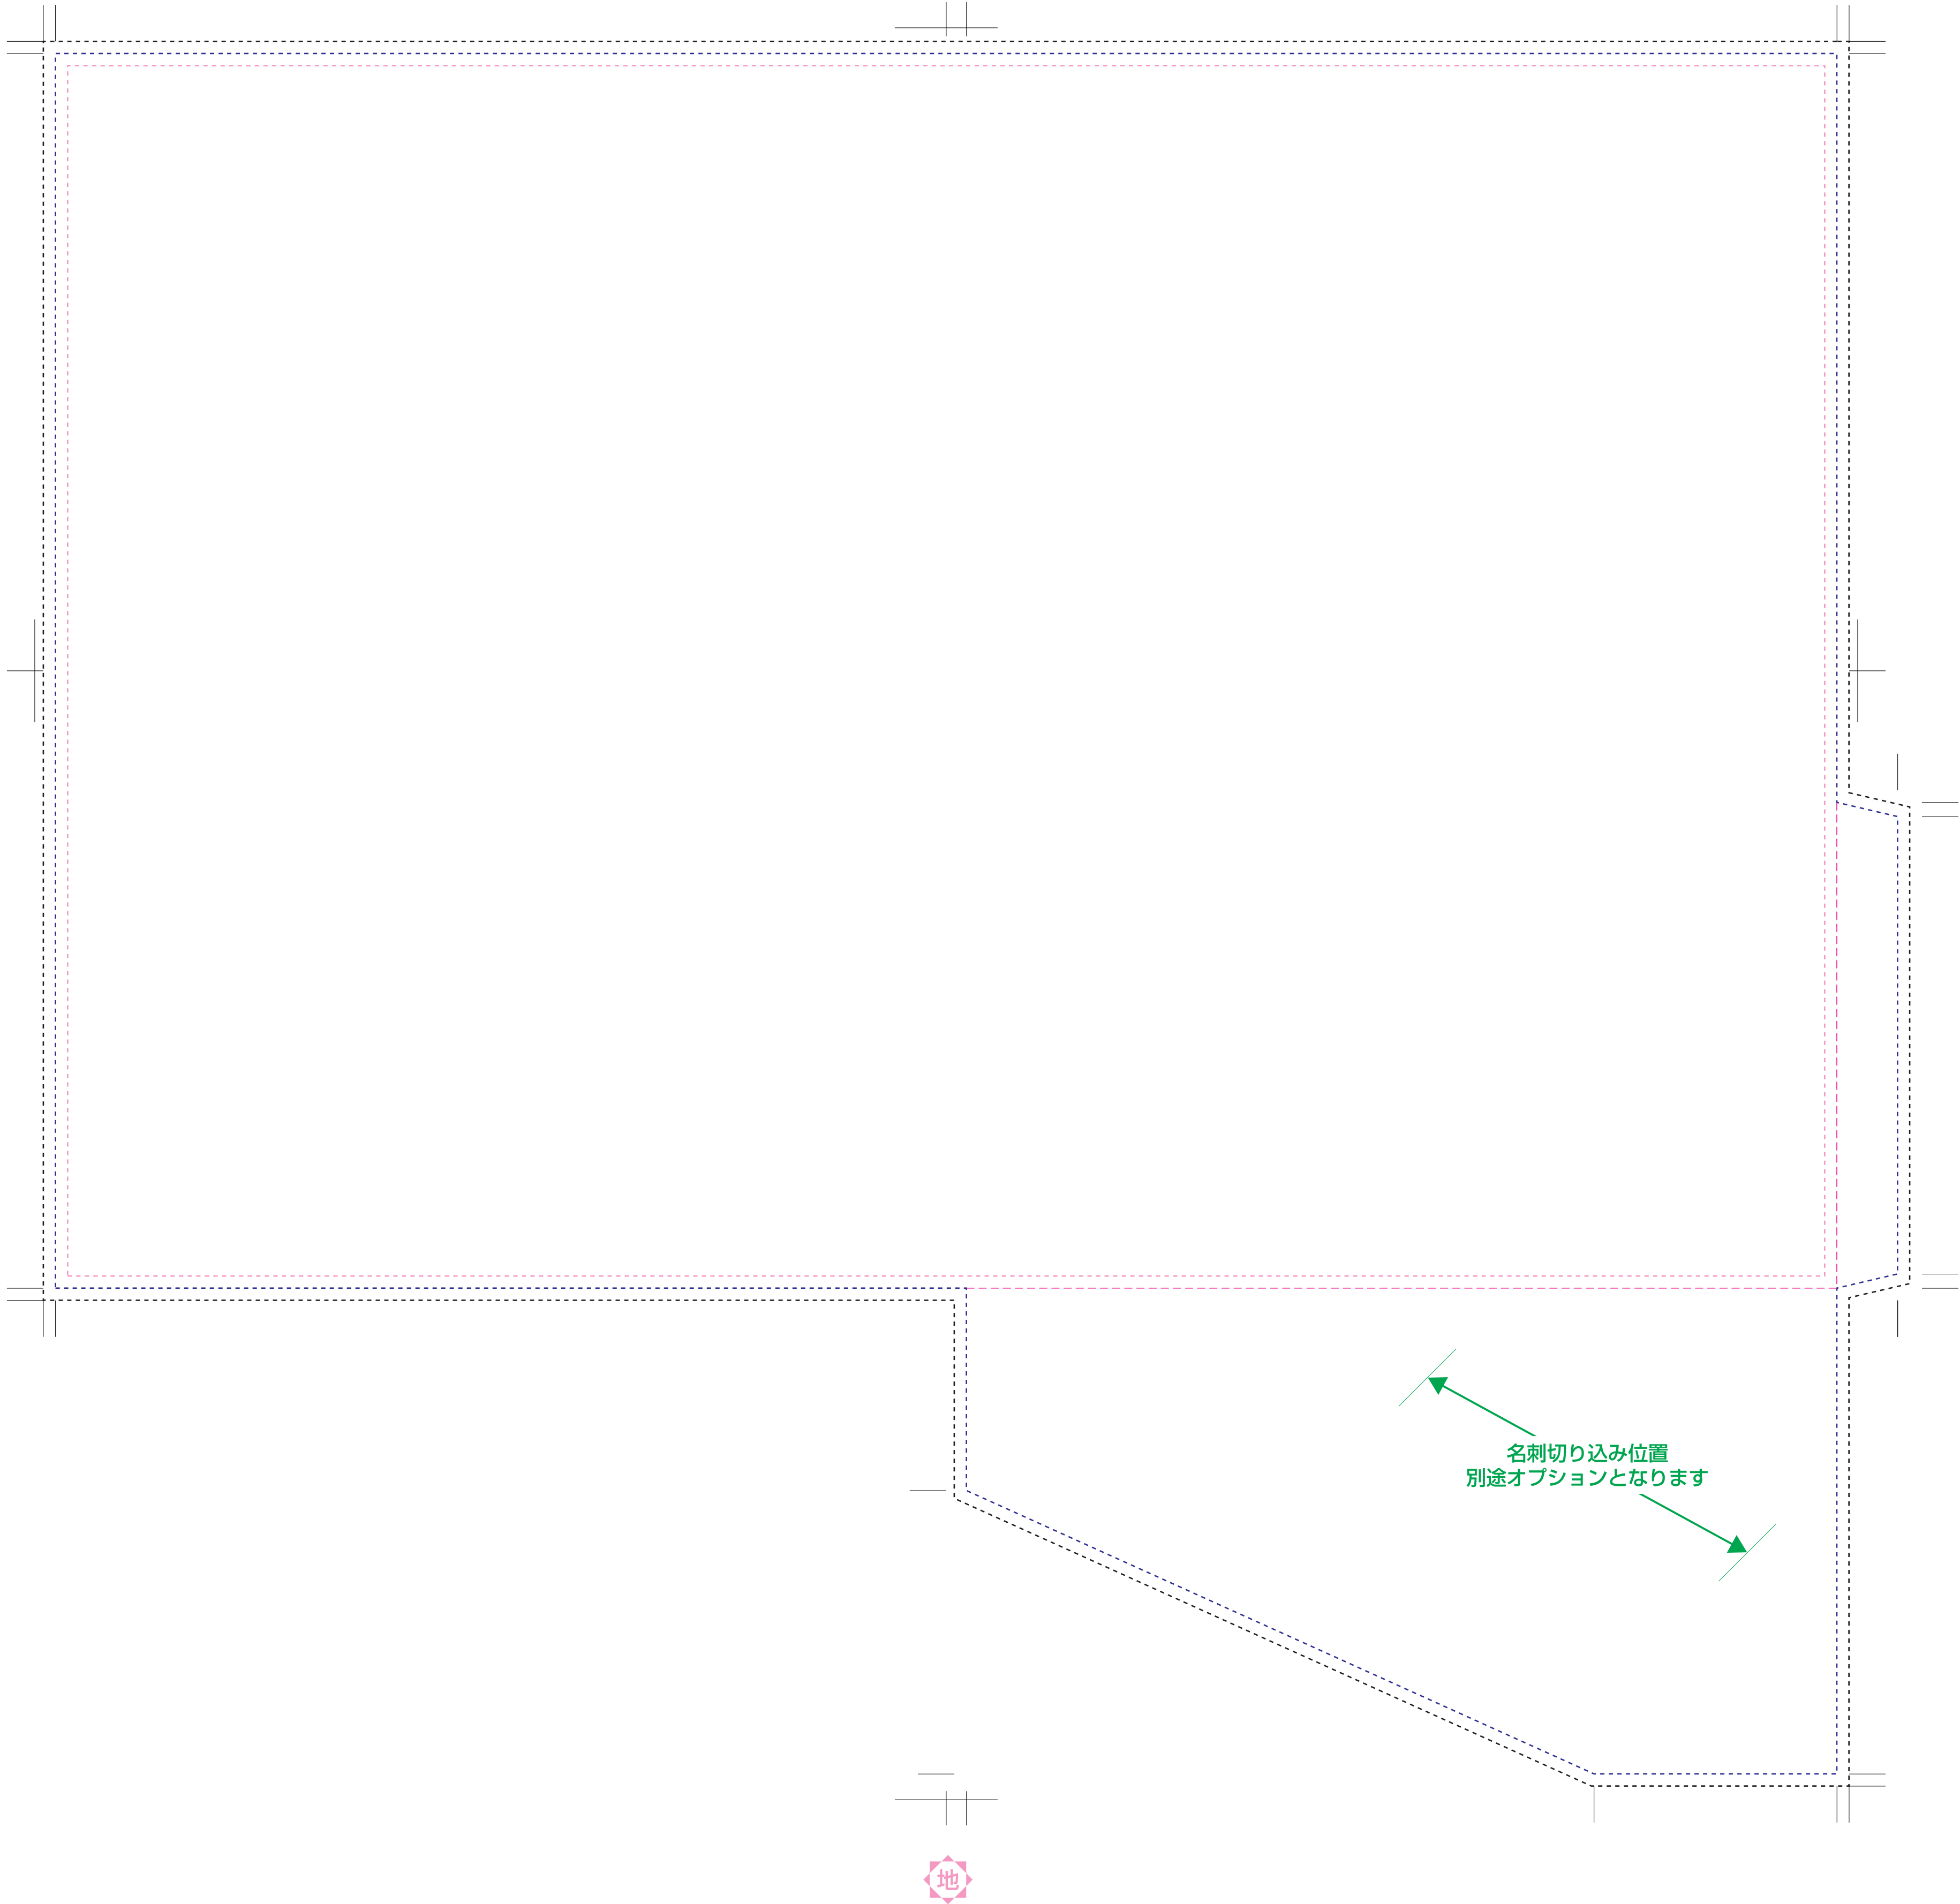 名刺切り込み位置
別途オプションとなります
地